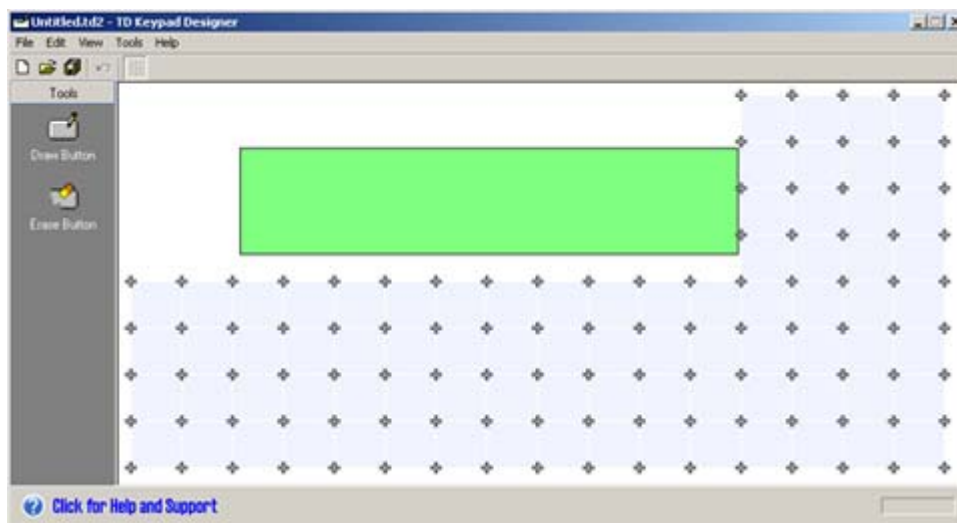 Untitled.td2 - TD Keypad Designer
File Edit View Tools Help
Tools
Draw Button
Erase Button
Click for Help and Support